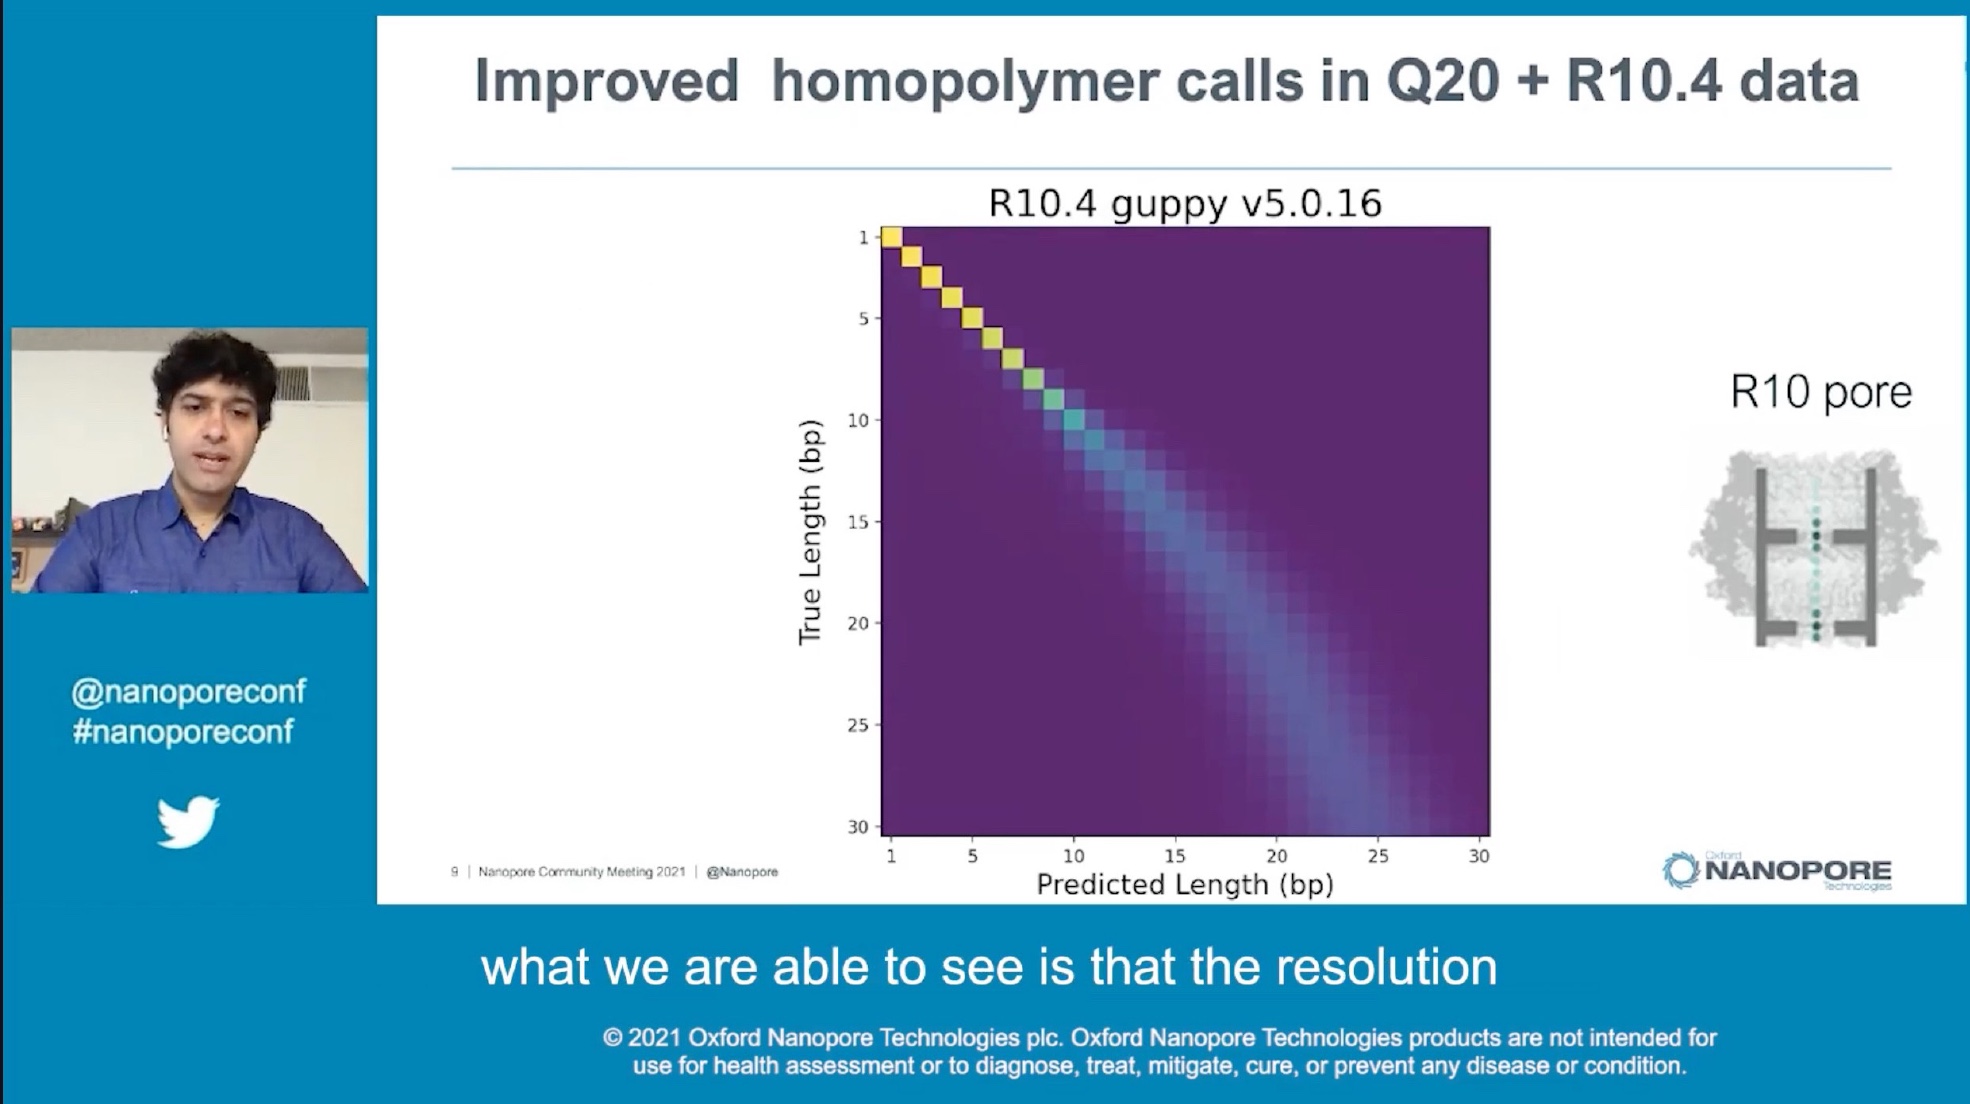 Improved homopolymer calls in Q20 + R10.4 data
R10.4 guppy v5.0.16
1
5
10
15
20
25
30
True Length (bp)
1 5 10 15 20 25 30
Predicted Length (bp)
R10 pore
9 | Nanopore Community Meeting 2021 | @Nanopore
Oxford
NANOPORE
Technologies
@nanoporeconf
#nanoporeconf
what we are able to see is that the resolution
© 2021 Oxford Nanopore Technologies plc. Oxford Nanopore Technologies products are not intended for
use for health assessment or to diagnose, treat, mitigate, cure, or prevent any disease or condition.